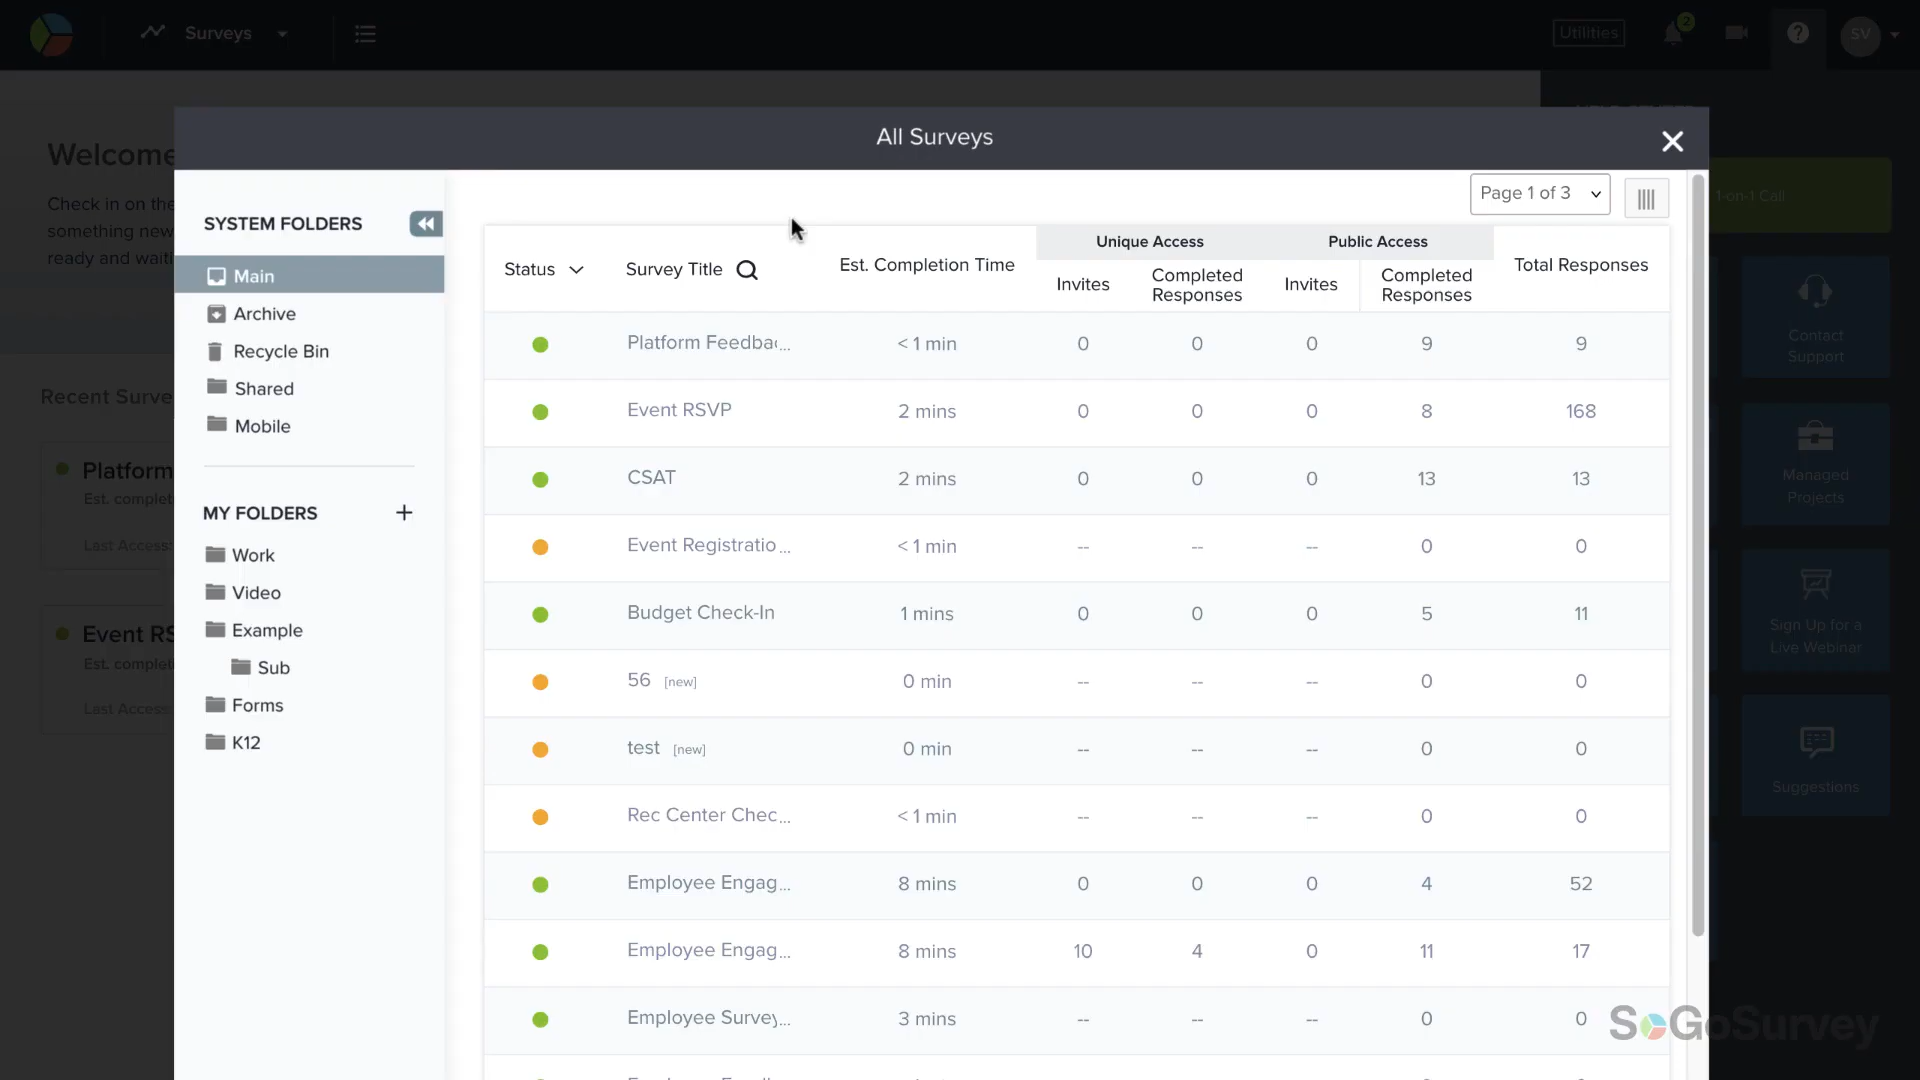 Surveys
Utilities
2
SV
Welcome
Check in on the
something new
ready and waiti
Recent Surve
Platform
Est. complet
Last Access:
Event RS
Est. completi
Last Access:
All Surveys
SYSTEM FOLDERS
Main
Archive
Recycle Bin
Shared
Mobile
MY FOLDERS
Work
Video
Example
Sub
Forms
K12
Page 1 of 3
Status Survey Title Est. Completion Time Unique Access Public Access Total Responses
Invites Completed Responses Invites Completed Responses
Platform Feedbac... < 1 min 0 0 0 9 9
Event RSVP 2 mins 0 0 0 8 168
CSAT 2 mins 0 0 0 13 13
Event Registratio... < 1 min -- -- -- 0 0
Budget Check-In 1 mins 0 0 0 5 11
56 [new] 0 min -- -- -- 0 0
test [new] 0 min -- -- -- 0 0
Rec Center Chec... < 1 min -- -- -- 0 0
Employee Engag... 8 mins 0 0 0 4 52
Employee Engag... 8 mins 10 4 0 11 17
Employee Survey... 3 mins -- -- -- 0 0
1-on-1 Call
Contact
Support
Managed
Projects
Sign Up for a
Live Webinar
Suggestions
SoGoSurvey